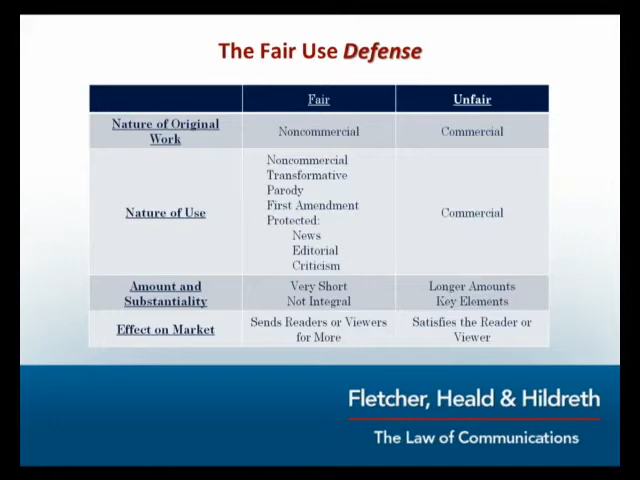 The Fair Use Defense
Fair
Unfair
Nature of Original
Work
Noncommercial
Commercial
Nature of Use
Noncommercial
Transformative
Parody
First Amendment
Protected:
News
Editorial
Criticism
Commercial
Amount and
Substantiality
Very Short
Not Integral
Longer Amounts
Key Elements
Effect on Market
Sends Readers or Viewers
for More
Satisfies the Reader or
Viewer
Fletcher, Heald & Hildreth
The Law of Communications